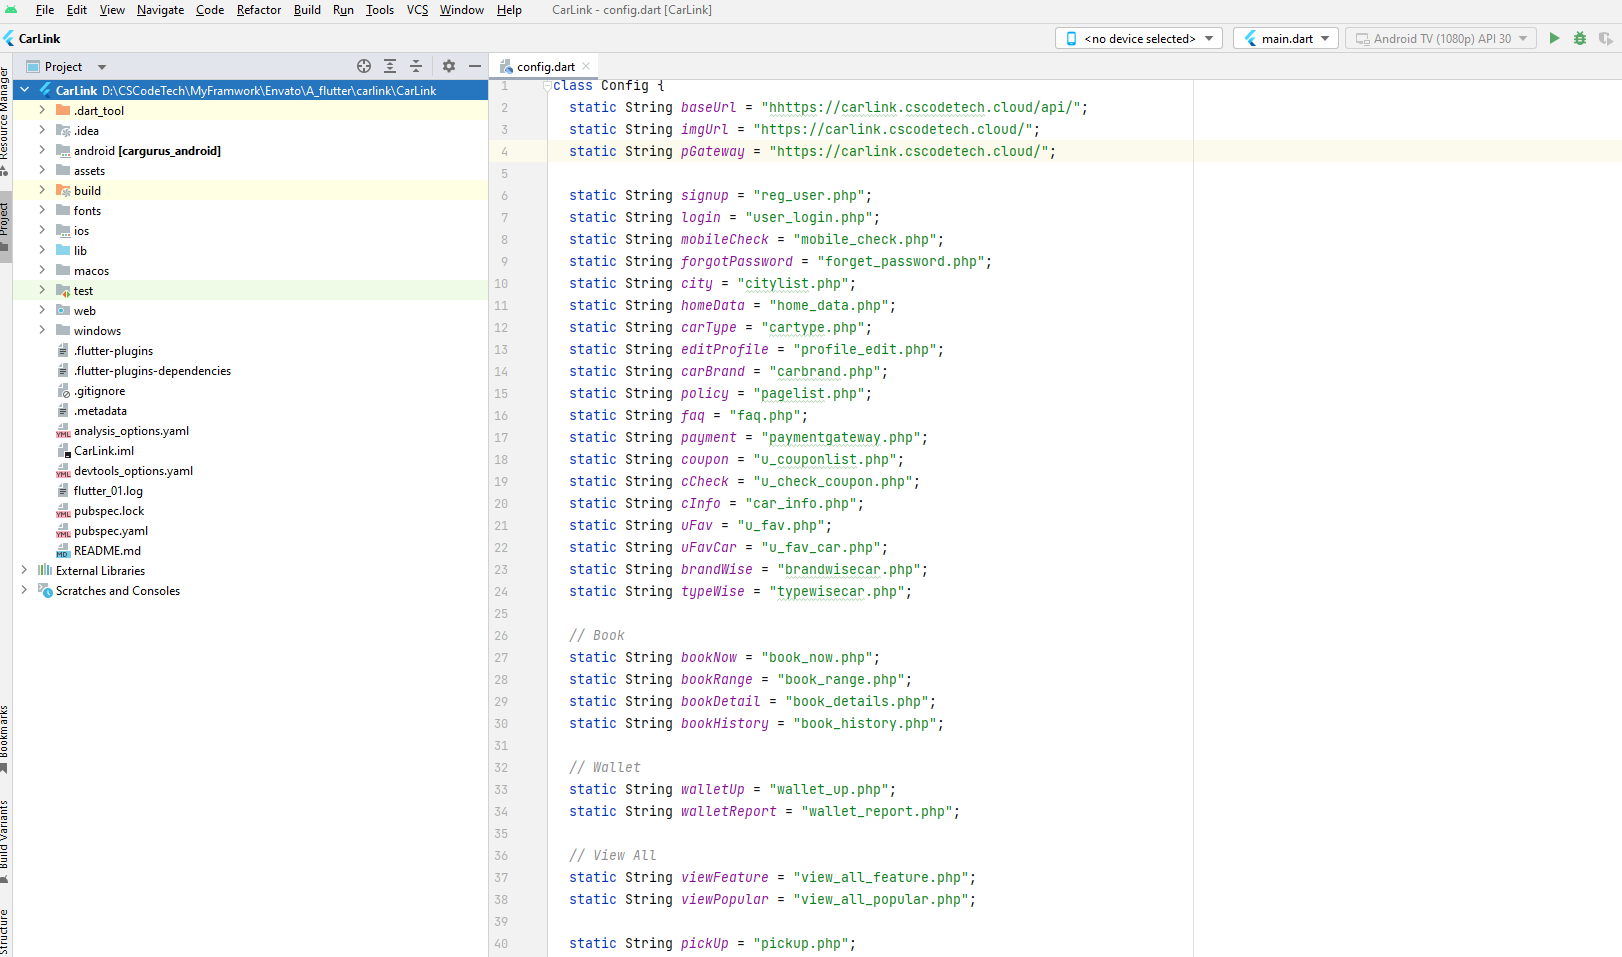 File Edit View Navigate Code Refactor Build Run Tools VCS Window Help CarLink - config.dart [CarLink]
CarLink <no device selected> main.dart Android TV (1080p) API 30
Resource Manager
Project
Bookmarks
Build Variants
Structure
Project
CarLink D:\CSCodeTech\MyFramwork\Envato\A_flutter\carlink\CarLink
.dart_tool
.idea
android [cargurus_android]
assets
build
fonts
ios
lib
macos
test
web
windows
.flutter-plugins
.flutter-plugins-dependencies
.gitignore
.metadata
analysis_options.yaml
CarLink.iml
devtools_options.yaml
flutter_01.log
pubspec.lock
pubspec.yaml
README.md
External Libraries
Scratches and Consoles
config.dart
1 class Config {
2 static String baseUrl = "hhttps://carlink.cscodetech.cloud/api/";
3 static String imgUrl = "https://carlink.cscodetech.cloud/";
4 static String pGateway = "https://carlink.cscodetech.cloud/";
5
6 static String signup = "reg_user.php";
7 static String login = "user_login.php";
8 static String mobileCheck = "mobile_check.php";
9 static String forgotPassword = "forget_password.php";
10 static String city = "citylist.php";
11 static String homeData = "home_data.php";
12 static String carType = "cartype.php";
13 static String editProfile = "profile_edit.php";
14 static String carBrand = "carbrand.php";
15 static String policy = "pagelist.php";
16 static String faq = "faq.php";
17 static String payment = "paymentgateway.php";
18 static String coupon = "u_couponlist.php";
19 static String cCheck = "u_check_coupon.php";
20 static String cInfo = "car_info.php";
21 static String uFav = "u_fav.php";
22 static String uFavCar = "u_fav_car.php";
23 static String brandWise = "brandwisecar.php";
24 static String typeWise = "typewisecar.php";
25
26 // Book
27 static String bookNow = "book_now.php";
28 static String bookRange = "book_range.php";
29 static String bookDetail = "book_details.php";
30 static String bookHistory = "book_history.php";
31
32 // Wallet
33 static String walletUp = "wallet_up.php";
34 static String walletReport = "wallet_report.php";
35
36 // View All
37 static String viewFeature = "view_all_feature.php";
38 static String viewPopular = "view_all_popular.php";
39
40 static String pickUp = "pickup.php";